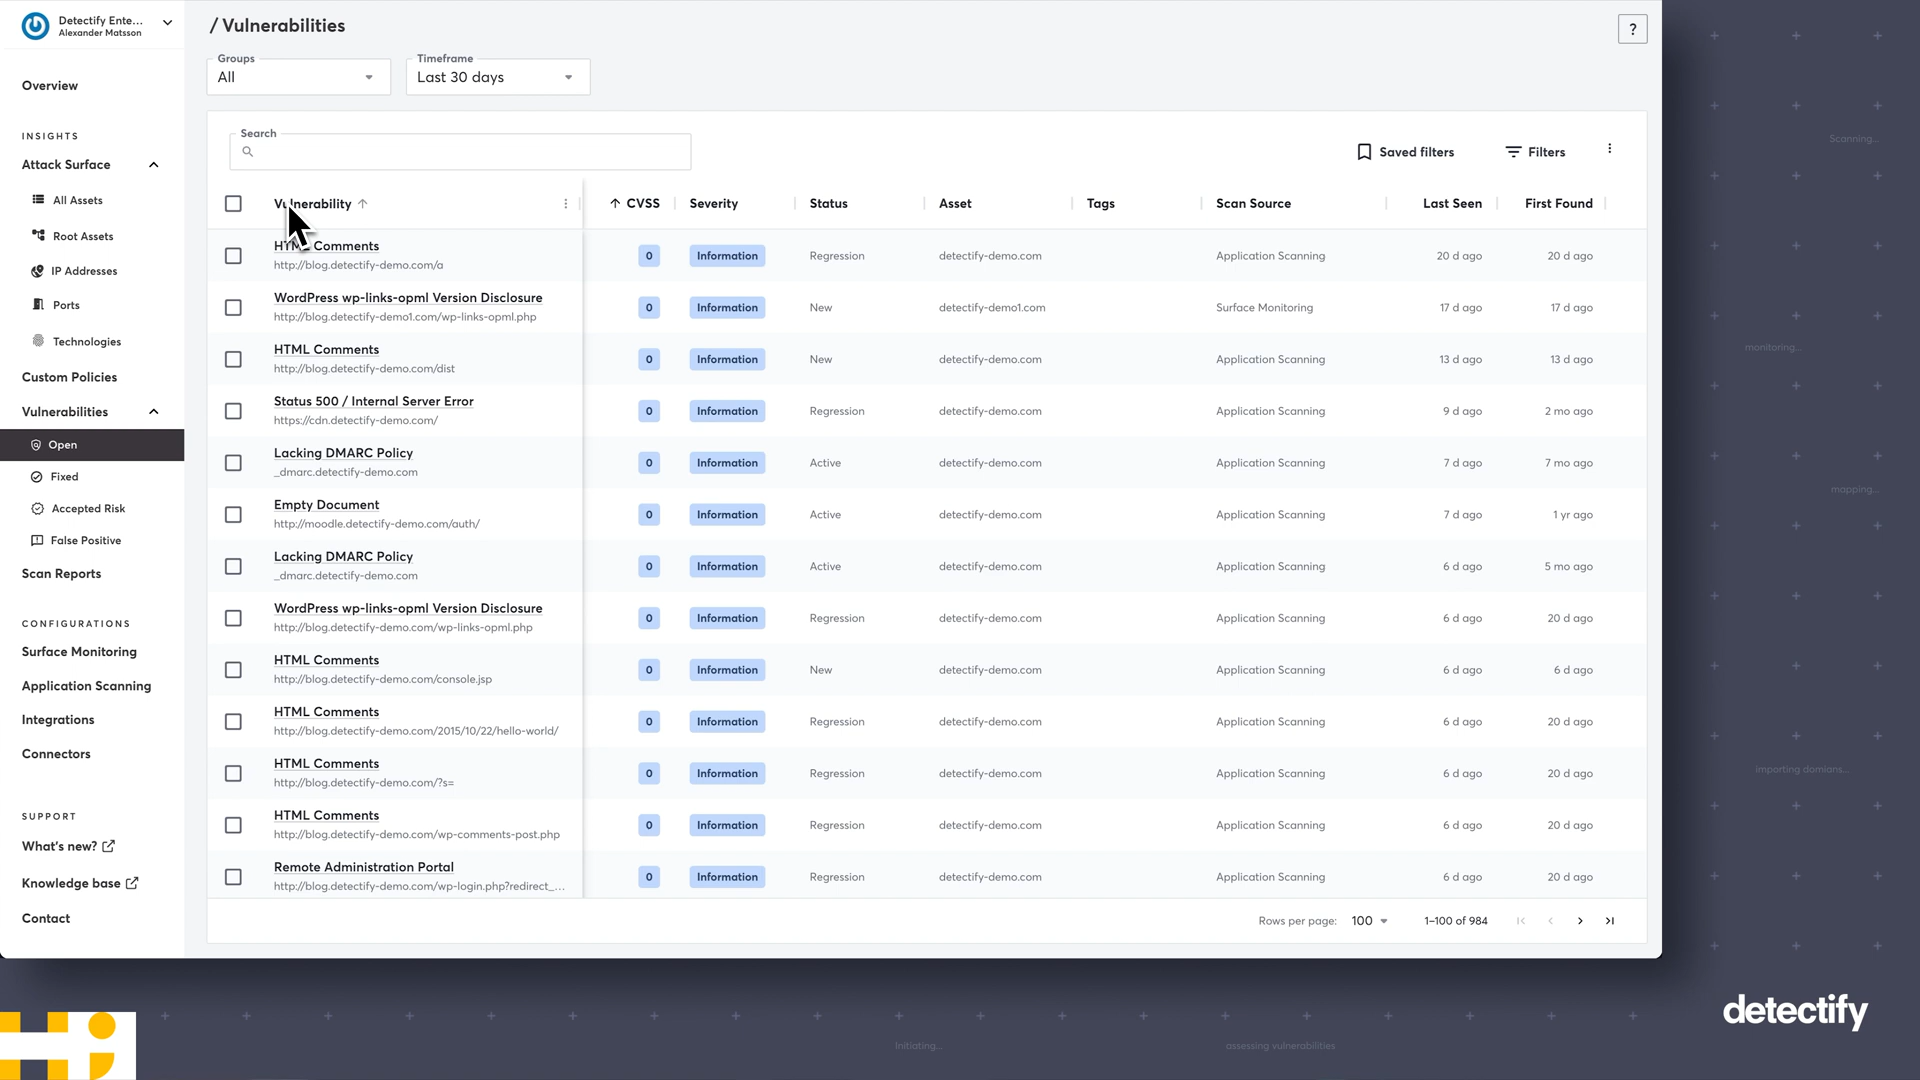 Detectify Ente...
Alexander Matsson
Overview
INSIGHTS
Attack Surface
All Assets
Root Assets
IP Addresses
Ports
Technologies
Custom Policies
Vulnerabilities
Open
Fixed
Accepted Risk
False Positive
Scan Reports
CONFIGURATIONS
Surface Monitoring
Application Scanning
Integrations
Connectors
SUPPORT
What's new?
Knowledge base
Contact
/ Vulnerabilities
?
Groups
All
Timeframe
Last 30 days
Search
Saved filters
Filters
Vulnerability CVSS Severity Status Asset Tags Scan Source Last Seen First Found
HTML Comments
http://blog.detectify-demo.com/a
0 Information Regression detectify-demo.com Application Scanning 20 d ago 20 d ago
WordPress wp-links-opml Version Disclosure
http://blog.detectify-demo1.com/wp-links-opml.php
0 Information New detectify-demo1.com Surface Monitoring 17 d ago 17 d ago
HTML Comments
http://blog.detectify-demo.com/dist
0 Information New detectify-demo.com Application Scanning 13 d ago 13 d ago
Status 500 / Internal Server Error
https://cdn.detectify-demo.com/
0 Information Regression detectify-demo.com Application Scanning 9 d ago 2 mo ago
Lacking DMARC Policy
_dmarc.detectify-demo.com
0 Information Active detectify-demo.com Application Scanning 7 d ago 7 mo ago
Empty Document
http://moodle.detectify-demo.com/auth/
0 Information Active detectify-demo.com Application Scanning 7 d ago 1 yr ago
Lacking DMARC Policy
_dmarc.detectify-demo.com
0 Information Active detectify-demo.com Application Scanning 6 d ago 5 mo ago
WordPress wp-links-opml Version Disclosure
http://blog.detectify-demo.com/wp-links-opml.php
0 Information Regression detectify-demo.com Application Scanning 6 d ago 20 d ago
HTML Comments
http://blog.detectify-demo.com/console.jsp
0 Information New detectify-demo.com Application Scanning 6 d ago 6 d ago
HTML Comments
http://blog.detectify-demo.com/2015/10/22/hello-world/
0 Information Regression detectify-demo.com Application Scanning 6 d ago 20 d ago
HTML Comments
http://blog.detectify-demo.com/?s=
0 Information Regression detectify-demo.com Application Scanning 6 d ago 20 d ago
HTML Comments
http://blog.detectify-demo.com/wp-comments-post.php
0 Information Regression detectify-demo.com Application Scanning 6 d ago 20 d ago
Remote Administration Portal
http://blog.detectify-demo.com/wp-login.php?redirect_...
0 Information Regression detectify-demo.com Application Scanning 6 d ago 20 d ago
Rows per page: 100 1–100 of 984
Scanning...
monitoring...
mapping...
importing domians...
Initiating...
assessing vulnerabilities
detectify
Hj